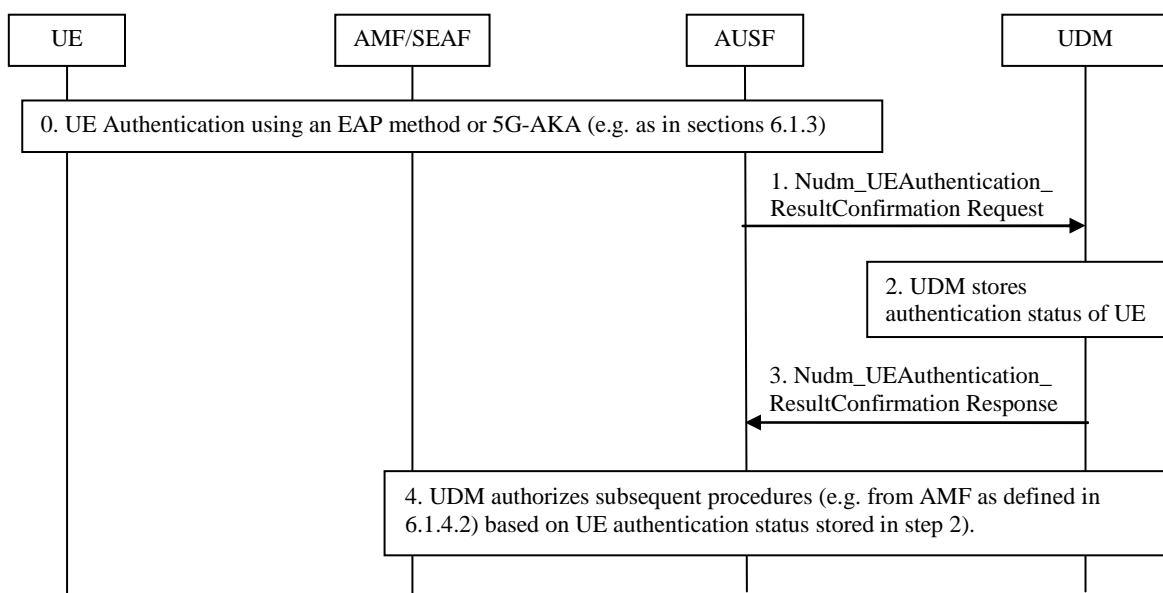 UE
AMF/SEAF
AUSF
UDM
0. UE Authentication using an EAP method or 5G-AKA (e.g. as in sections 6.1.3)
1. Nudm_UEAuthentication_
ResultConfirmation Request
2. UDM stores
authentication status of UE
3. Nudm_UEAuthentication_
ResultConfirmation Response
4. UDM authorizes subsequent procedures (e.g. from AMF as defined in
6.1.4.2) based on UE authentication status stored in step 2).